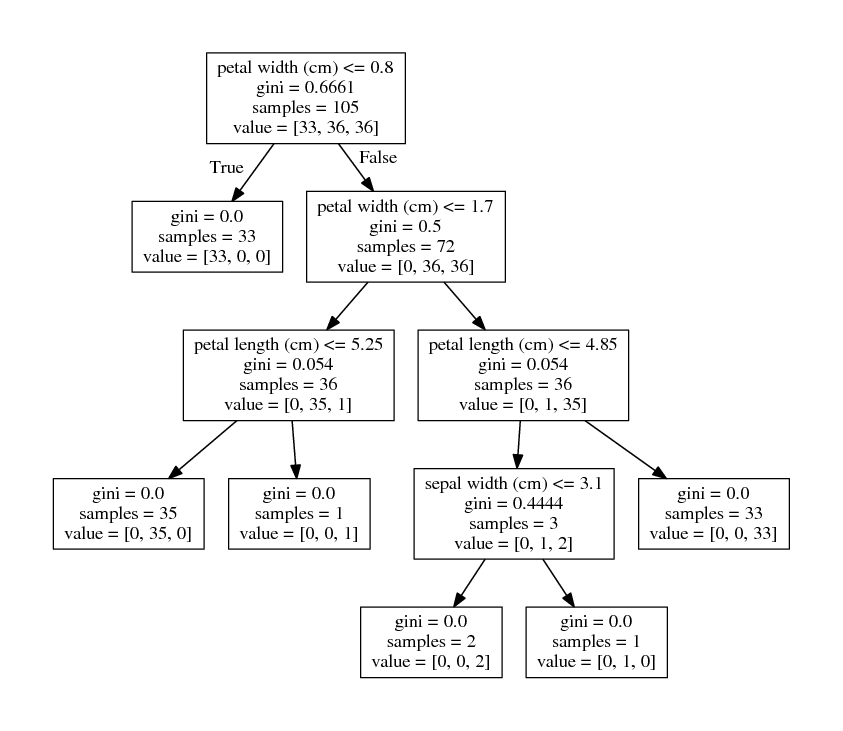 petal width (cm) <= 0.8
gini = 0.6661
samples = 105
value = [33, 36, 36]
True
False
gini = 0.0
samples = 33
value = [33, 0, 0]
petal width (cm) <= 1.7
gini = 0.5
samples = 72
value = [0, 36, 36]
petal length (cm) <= 5.25
gini = 0.054
samples = 36
value = [0, 35, 1]
petal length (cm) <= 4.85
gini = 0.054
samples = 36
value = [0, 1, 35]
gini = 0.0
samples = 35
value = [0, 35, 0]
gini = 0.0
samples = 1
value = [0, 0, 1]
sepal width (cm) <= 3.1
gini = 0.4444
samples = 3
value = [0, 1, 2]
gini = 0.0
samples = 33
value = [0, 0, 33]
gini = 0.0
samples = 2
value = [0, 0, 2]
gini = 0.0
samples = 1
value = [0, 1, 0]